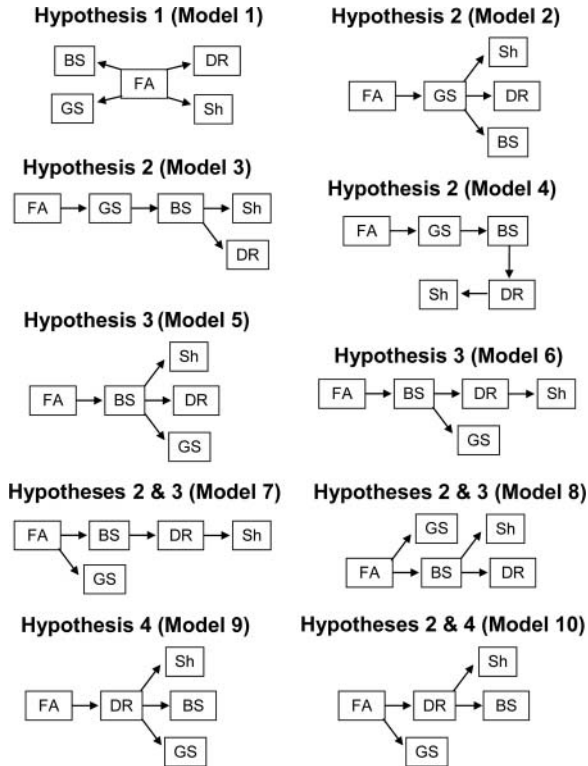 Hypothesis 1 (Model 1)
BS
DR
FA
GS
Sh
Hypothesis 2 (Model 2)
Sh
FA
GS
DR
BS
Hypothesis 2 (Model 3)
FA
GS
BS
Sh
DR
Hypothesis 2 (Model 4)
FA
GS
BS
Sh
DR
Hypothesis 3 (Model 5)
Sh
FA
BS
DR
GS
Hypothesis 3 (Model 6)
FA
BS
DR
Sh
GS
Hypotheses 2 & 3 (Model 7)
FA
BS
DR
Sh
GS
Hypotheses 2 & 3 (Model 8)
GS
Sh
FA
BS
DR
Hypothesis 4 (Model 9)
Sh
FA
DR
BS
GS
Hypotheses 2 & 4 (Model 10)
Sh
FA
DR
BS
GS